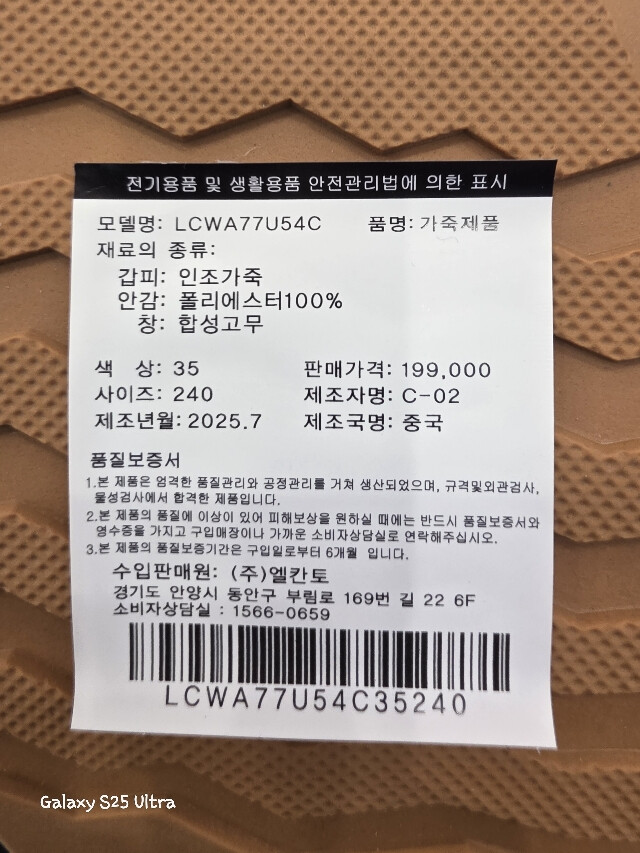 전기용품 및 생활용품 안전관리법에 의한 표시
모델명: LCWA77U54C 품명: 가죽제품
재료의 종류:
갑피: 인조가죽
안감: 폴리에스터100%
창: 합성고무
색 상: 35 판매가격: 199,000
사이즈: 240 제조자명: C-02
제조년월: 2025.7 제조국명: 중국
품질보증서
1.본 제품은 엄격한 품질관리와 공정관리를 거쳐 생산되었으며, 규격및외관검사,
물성검사에서 합격한 제품입니다.
2.본 제품의 품질에 이상이 있어 피해보상을 원하실 때에는 반드시 품질보증서와
영수증을 가지고 구입매장이나 가까운 소비자상담실로 연락해주십시오.
3.본 제품의 품질보증기간은 구입일로부터 6개월 입니다.
수입판매원: (주)엘칸토
경기도 안양시 동안구 부림로 169번 길 22 6F
소비자상담실 : 1566-0659
LCWA77U54C35240
Galaxy S25 Ultra